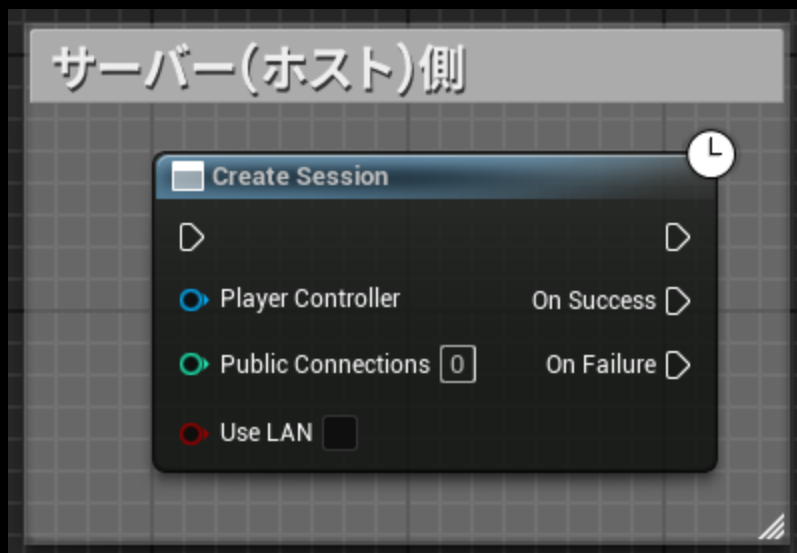 サーバー(ホスト)側
Create Session
Player Controller
On Success
Public Connections 0
On Failure
Use LAN